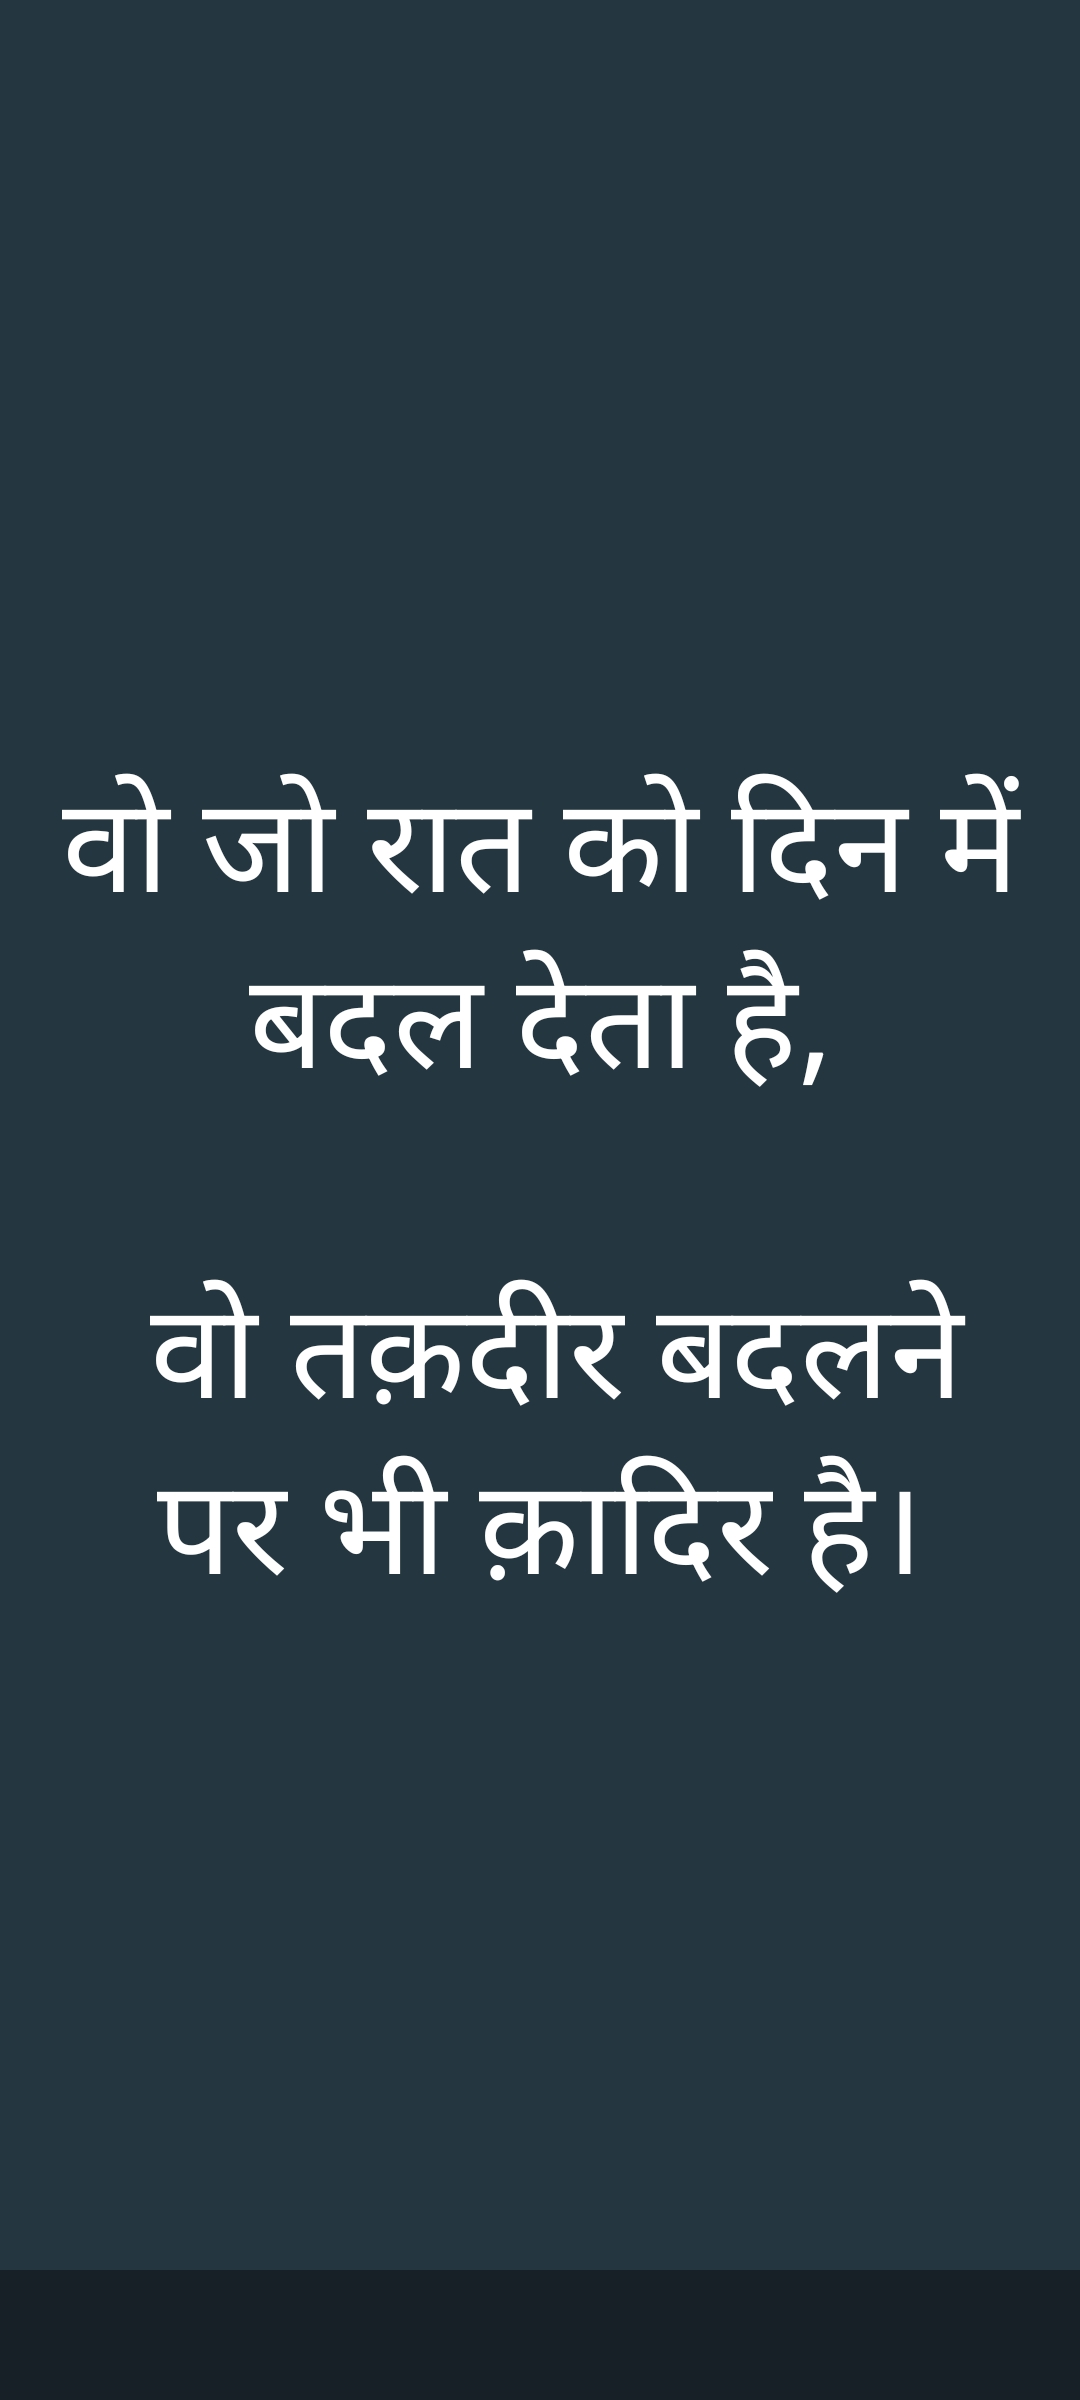 वो जो रात को दिन में
बदल देता है,
वो तक़दीर बदलने
पर भी क़ादिर है।